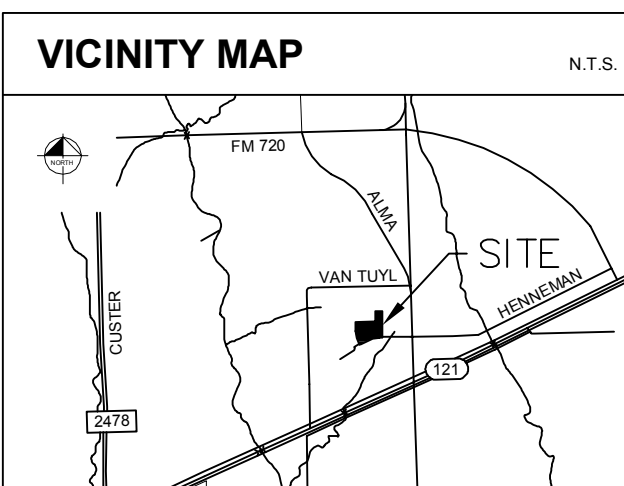 VICINITY MAP
N.T.S.
NORTH
FM 720
ALMA
SITE
VAN TUYL
HENNEMAN
CUSTER
121
2478